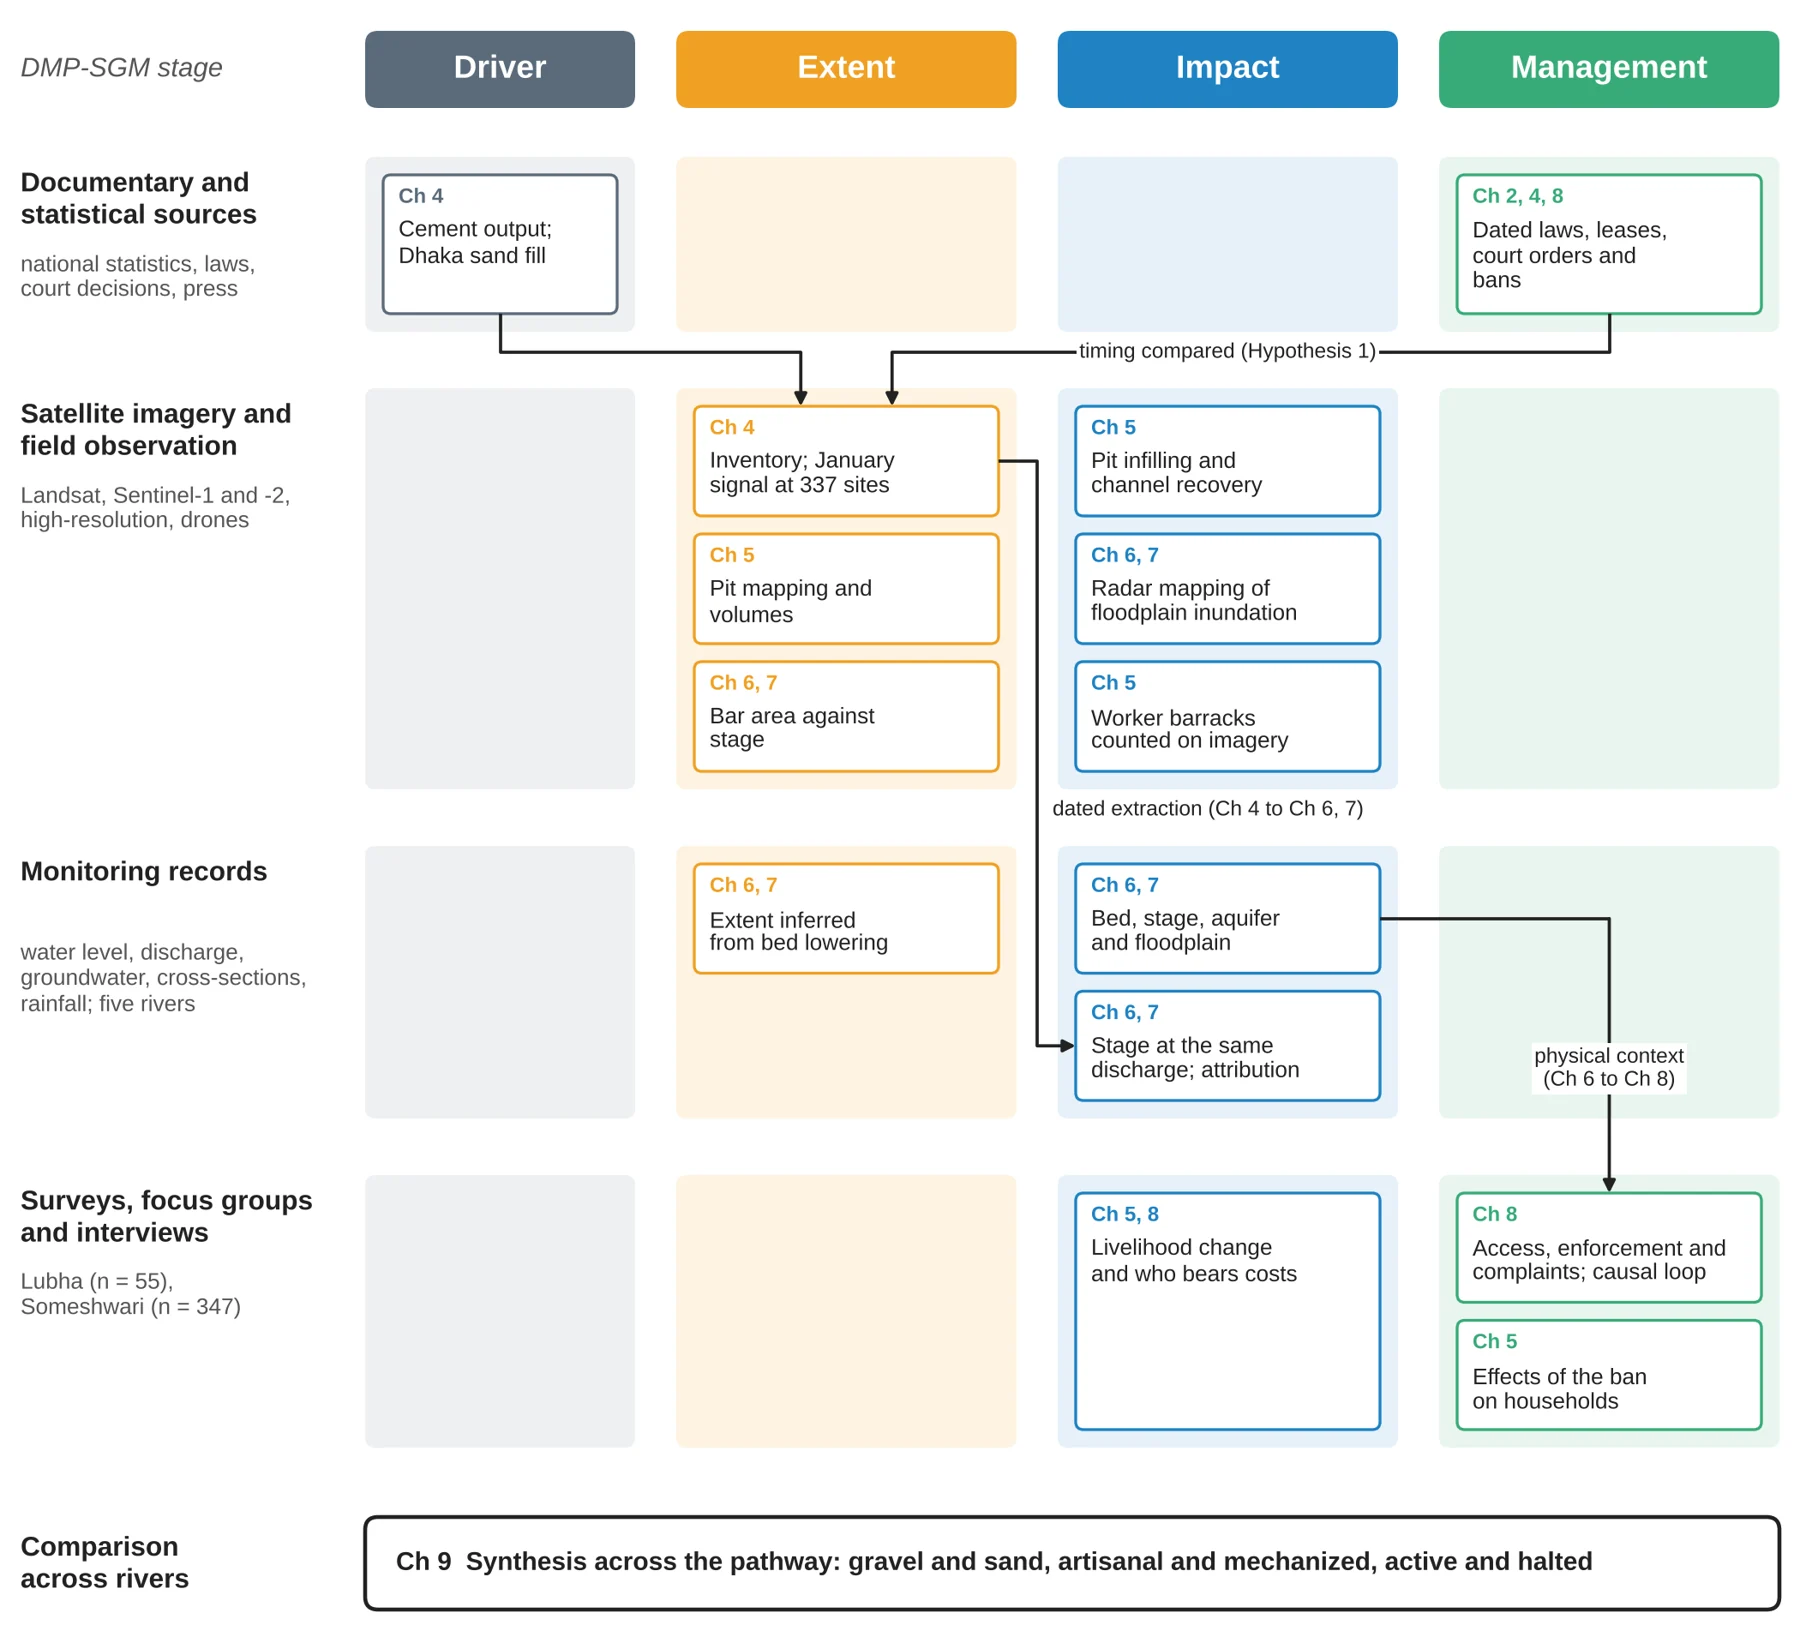 DMP-SGM stage
Driver
Extent
Impact
Management
Documentary and
statistical sources
national statistics, laws,
court decisions, press
Ch 4
Cement output;
Dhaka sand fill
Ch 2, 4, 8
Dated laws, leases,
court orders and
bans
timing compared (Hypothesis 1)
Satellite imagery and
field observation
Landsat, Sentinel-1 and -2,
high-resolution, drones
Ch 4
Inventory; January
signal at 337 sites
Ch 5
Pit mapping and
volumes
Ch 6, 7
Bar area against
stage
Ch 5
Pit infilling and
channel recovery
Ch 6, 7
Radar mapping of
floodplain inundation
Ch 5
Worker barracks
counted on imagery
dated extraction (Ch 4 to Ch 6, 7)
Monitoring records
water level, discharge,
groundwater, cross-sections,
rainfall; five rivers
Ch 6, 7
Extent inferred
from bed lowering
Ch 6, 7
Bed, stage, aquifer
and floodplain
Ch 6, 7
Stage at the same
discharge; attribution
physical context
(Ch 6 to Ch 8)
Surveys, focus groups
and interviews
Lubha (n = 55),
Someshwari (n = 347)
Ch 5, 8
Livelihood change
and who bears costs
Ch 8
Access, enforcement and
complaints; causal loop
Ch 5
Effects of the ban
on households
Comparison
across rivers
Ch 9 Synthesis across the pathway: gravel and sand, artisanal and mechanized, active and halted